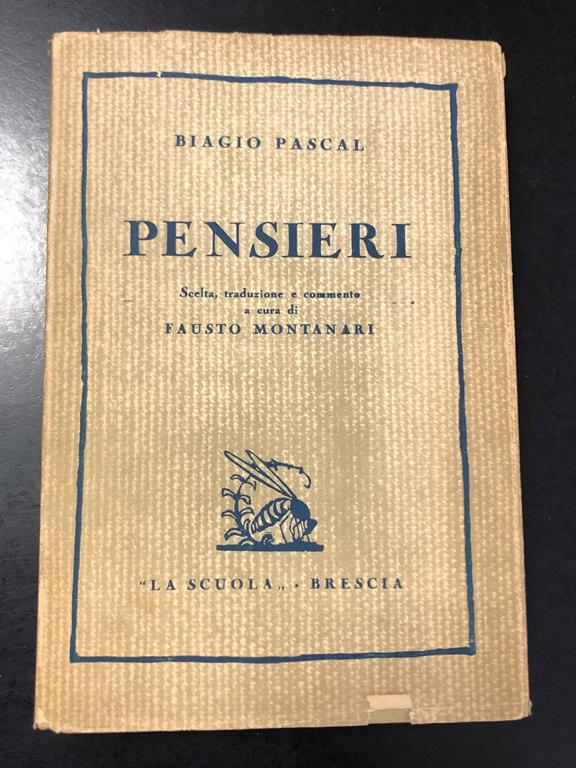 BIAGIO PASCAL
PENSIERI
Scelta, traduzione e commento
a cura di
FAUSTO MONTANARI
"LA SCUOLA„ - BRESCIA